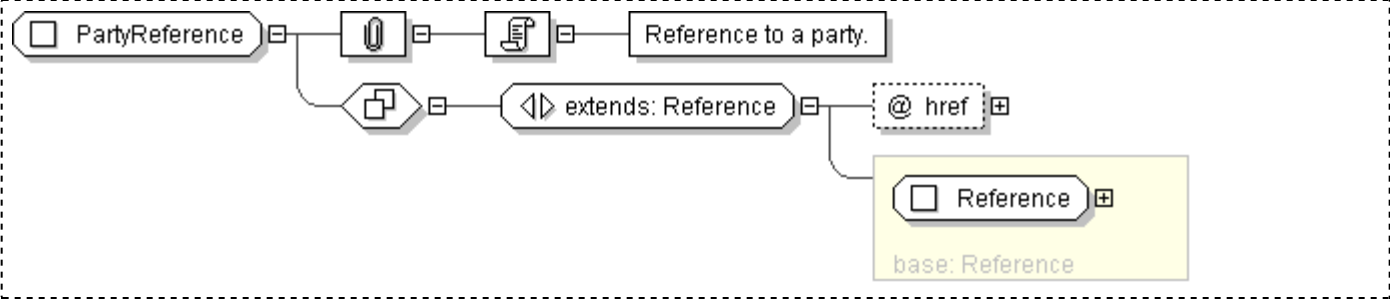 PartyReference
Reference to a party.
extends: Reference
@ href
Reference
base: Reference